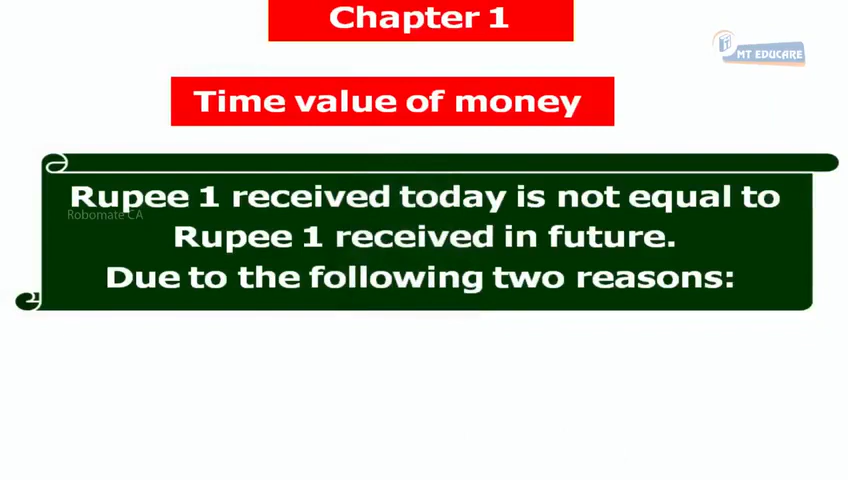 Chapter 1
MT EDUCARE
Time value of money
Rupee 1 received today is not equal to
Robomate CA
Rupee 1 received in future.
Due to the following two reasons: